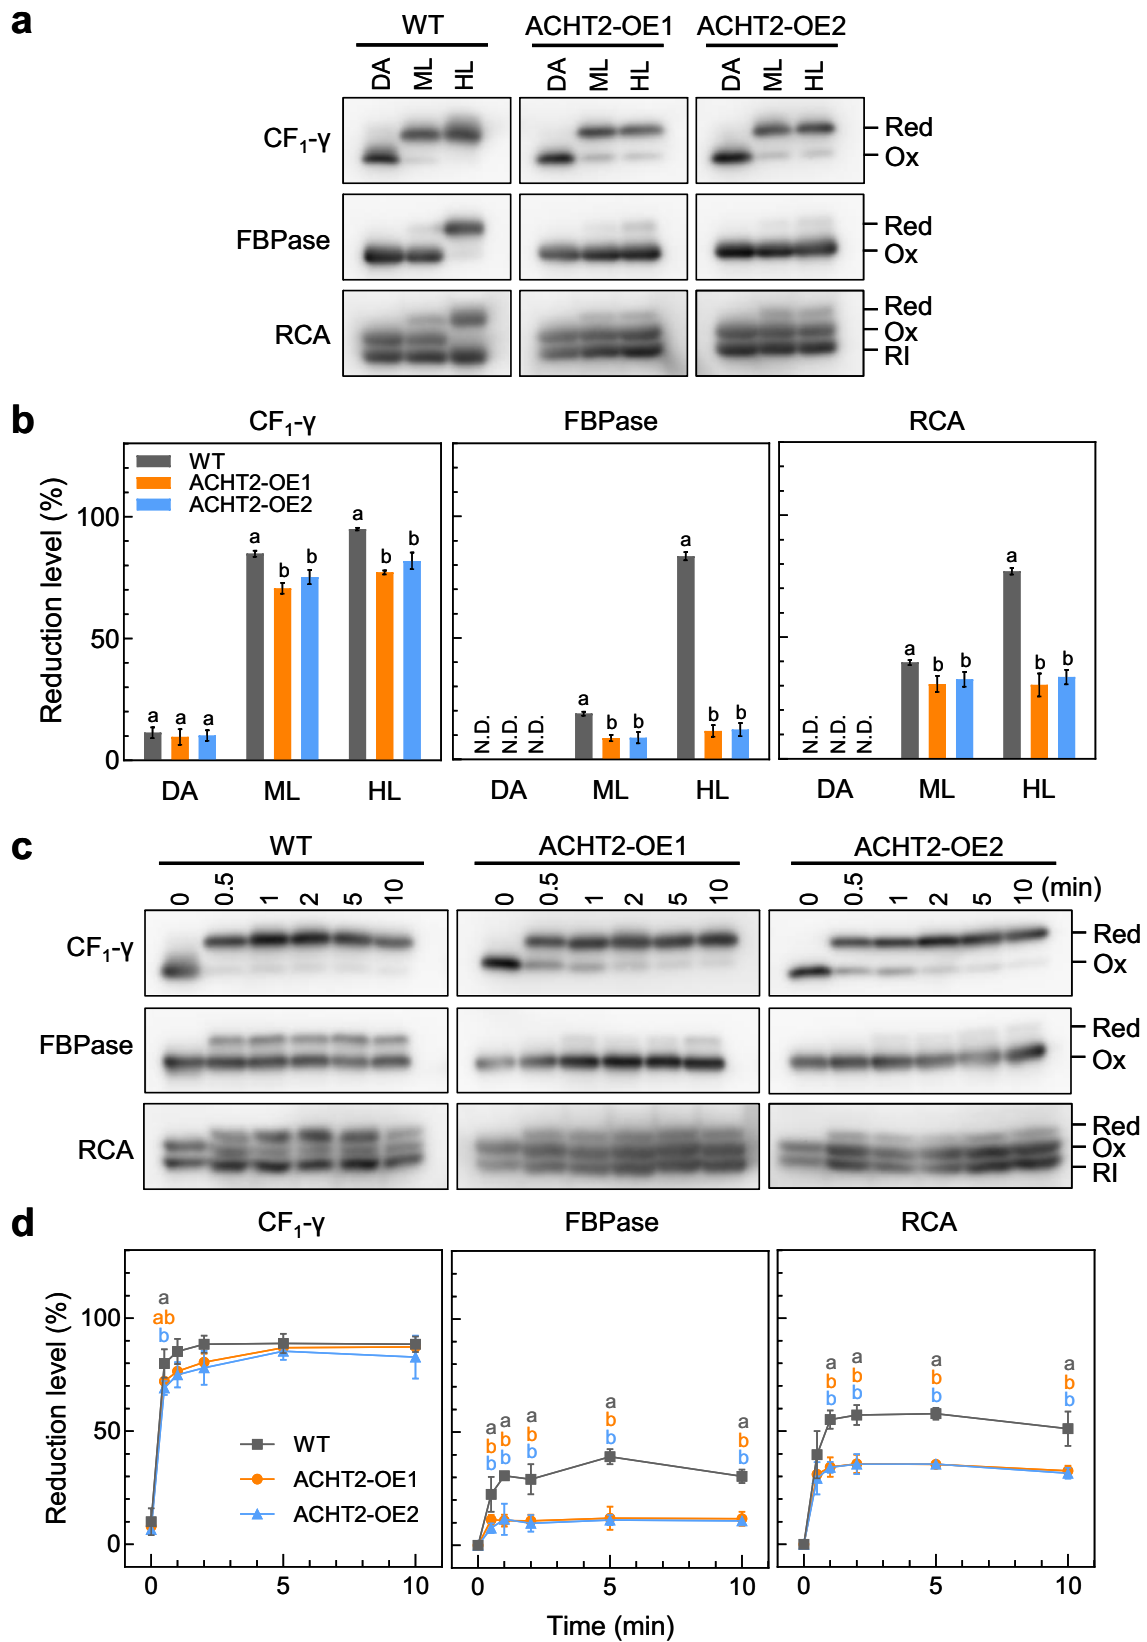 a
WT ACHT2-OE1 ACHT2-OE2
DA ML HL DA ML HL DA ML HL
CF1-γ Red
Ox
FBPase Red
Ox
RCA Red
Ox
RI
b
CF1-γ FBPase RCA
Reduction level (%)
100
50
0
WT
ACHT2-OE1
ACHT2-OE2
a a a a b b a b b
N.D. N.D. N.D. a b b a b b
N.D. N.D. N.D. a b b a b b
DA ML HL DA ML HL DA ML HL
c
WT ACHT2-OE1 ACHT2-OE2
0 0.5 1 2 5 10 0 0.5 1 2 5 10 0 0.5 1 2 5 10 (min)
CF1-γ Red
Ox
FBPase Red
Ox
RCA Red
Ox
RI
d
CF1-γ FBPase RCA
Reduction level (%)
100
50
0
a
ab
b
WT
ACHT2-OE1
ACHT2-OE2
a a a a a
b b b b b
b b b b b
a a a a
b b b b
b b b b
0 5 10 0 5 10 0 5 10
Time (min)